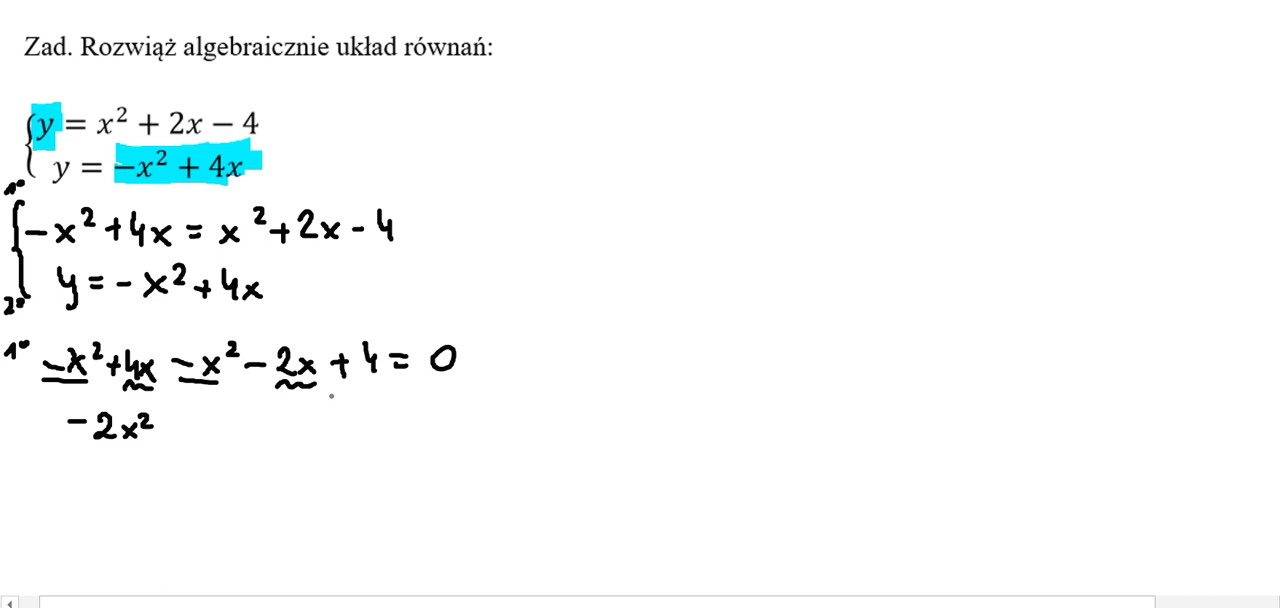 Zad. Rozwiąż algebraicznie układ równań:
y = x² + 2x − 4
y = −x² + 4x
1°
−x² + 4x = x² + 2x − 4
y = −x² + 4x
2°
1° −x² + 4x − x² − 2x + 4 = 0
−2x²